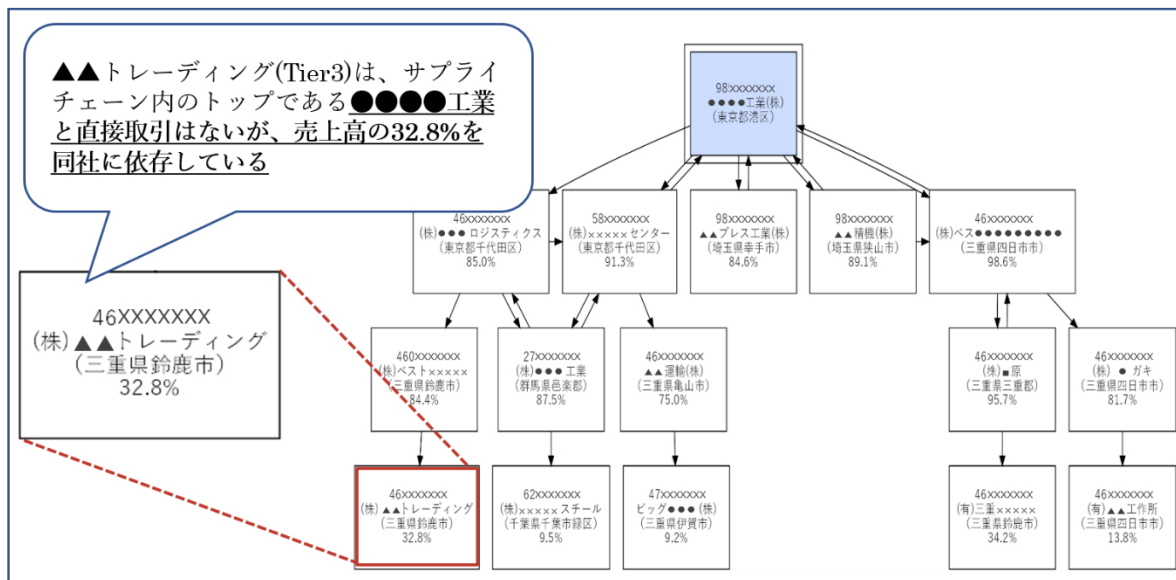 ▲▲トレーディング(Tier3)は、サプライ
チェーン内のトップである●●●●工業
と直接取引はないが、売上高の32.8%を
同社に依存している
98xxxxxxx
●●●●工業(株)
(東京都港区)
46xxxxxxx
(株)●●●ロジスティクス
(東京都千代田区)
85.0%
58xxxxxxx
(株)×××××センター
(東京都千代田区)
91.3%
98xxxxxxx
▲▲プレス工業(株)
(埼玉県幸手市)
84.6%
98xxxxxxx
▲▲精機(株)
(埼玉県狭山市)
89.1%
46xxxxxxx
(株)ベス●●●●●●●●●
(三重県四日市市)
98.6%
46XXXXXXX
(株)▲▲トレーディング
(三重県鈴鹿市)
32.8%
460xxxxxxx
(株)ベスト×××××
(三重県鈴鹿市)
84.4%
27xxxxxxx
(株)●●●工業
(群馬県邑楽郡)
87.5%
46xxxxxxx
▲▲運輸(株)
(三重県亀山市)
75.0%
46xxxxxxx
(株)■原
(三重県三重郡)
95.7%
46xxxxxxx
(株) ● ガキ
(三重県四日市市)
81.7%
46xxxxxxx
(株) ▲▲トレーディング
(三重県鈴鹿市)
32.8%
62xxxxxxx
(株)×××××スチール
(千葉県千葉市緑区)
9.5%
47xxxxxxx
ビッグ●●●(株)
(三重県伊賀市)
9.2%
46xxxxxxx
(有)三重×××××
(三重県鈴鹿市)
34.2%
46xxxxxxx
(有)▲▲工作所
(三重県四日市市)
13.8%